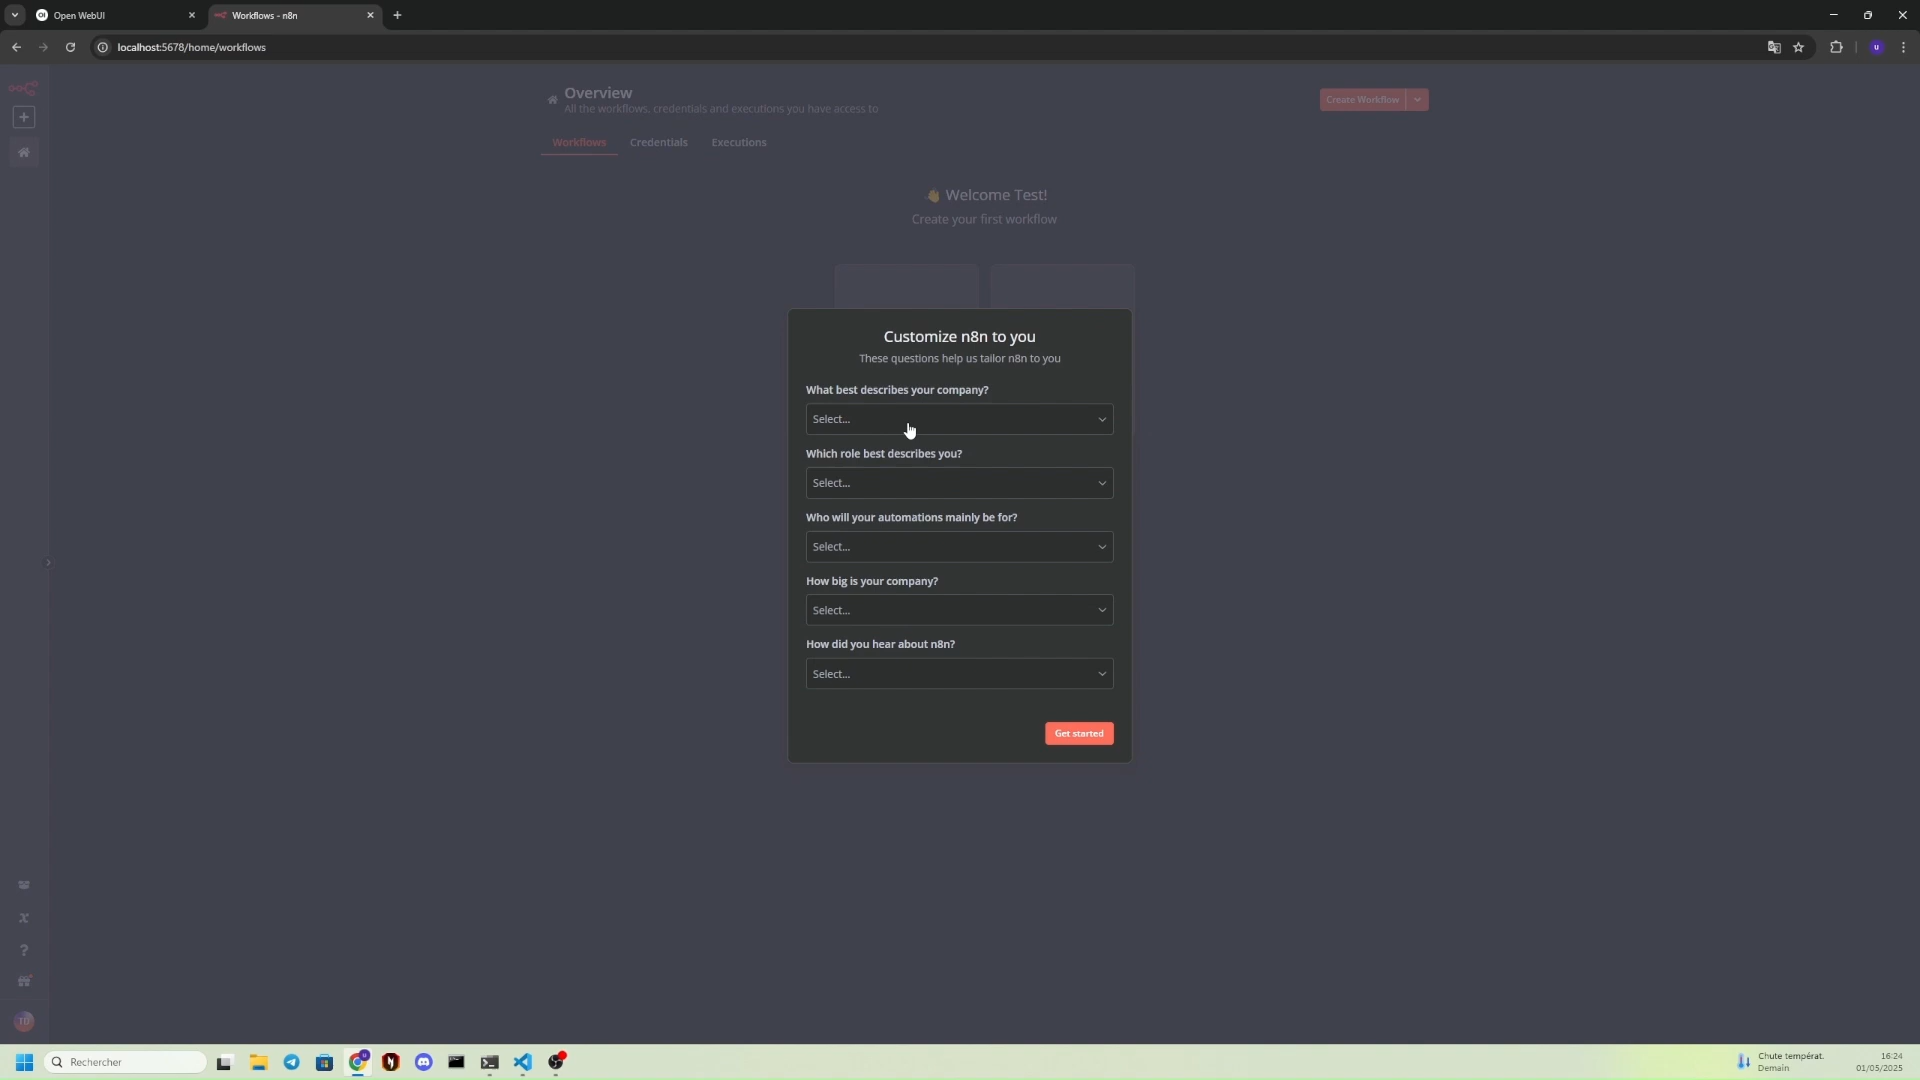 Open WebUI
Workflows - n8n
localhost:5678/home/workflows
U
Overview
All the workflows, credentials and executions you have access to
Create Workflow
Workflows
Credentials
Executions
👋 Welcome Test!
Create your first workflow
Customize n8n to you
These questions help us tailor n8n to you
What best describes your company?
Select...
Which role best describes you?
Select...
Who will your automations mainly be for?
Select...
How big is your company?
Select...
How did you hear about n8n?
Select...
Get started
Rechercher
Chute températ.
Demain
16:24
01/05/2025